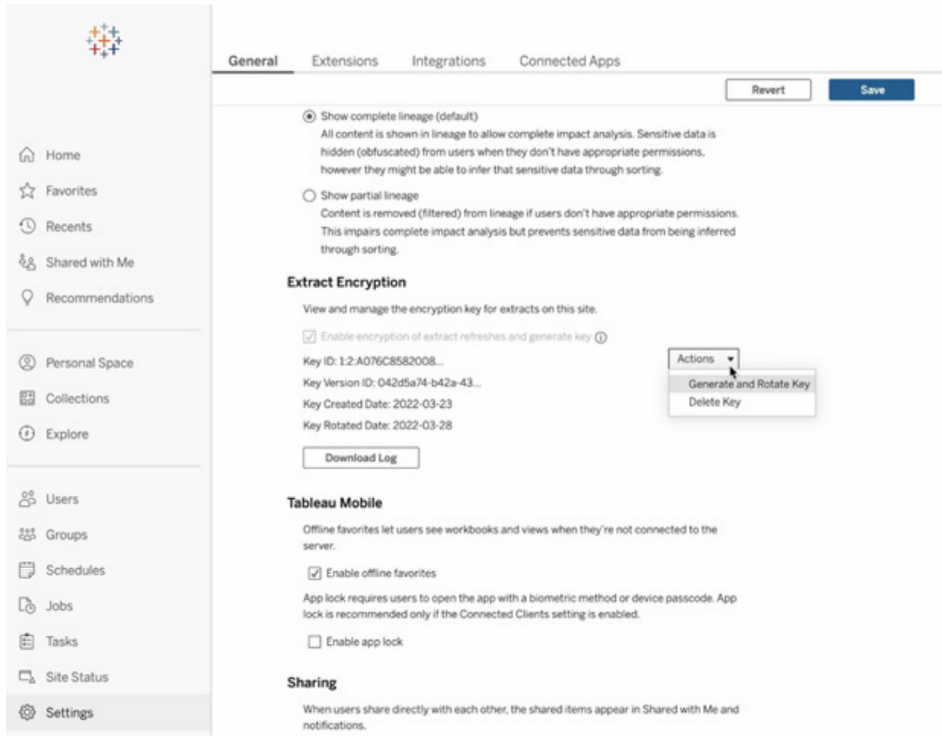 General Extensions Integrations Connected Apps
Revert Save
Home
Favorites
Recents
Shared with Me
Recommendations
Personal Space
Collections
Explore
Users
Groups
Schedules
Jobs
Tasks
Site Status
Settings
Show complete lineage (default)
All content is shown in lineage to allow complete impact analysis. Sensitive data is
hidden (obfuscated) from users when they don't have appropriate permissions,
however they might be able to infer that sensitive data through sorting.
Show partial lineage
Content is removed (filtered) from lineage if users don't have appropriate permissions.
This impairs complete impact analysis but prevents sensitive data from being inferred
through sorting.
Extract Encryption
View and manage the encryption key for extracts on this site.
Enable encryption of extract refreshes and generate key
Key ID: 1:2:A076C8582008...
Key Version ID: 042d5a74-b42a-43...
Key Created Date: 2022-03-23
Key Rotated Date: 2022-03-28
Actions
Generate and Rotate Key
Delete Key
Download Log
Tableau Mobile
Offline favorites let users see workbooks and views when they're not connected to the
server.
Enable offline favorites
App lock requires users to open the app with a biometric method or device passcode. App
lock is recommended only if the Connected Clients setting is enabled.
Enable app lock
Sharing
When users share directly with each other, the shared items appear in Shared with Me and
notifications.